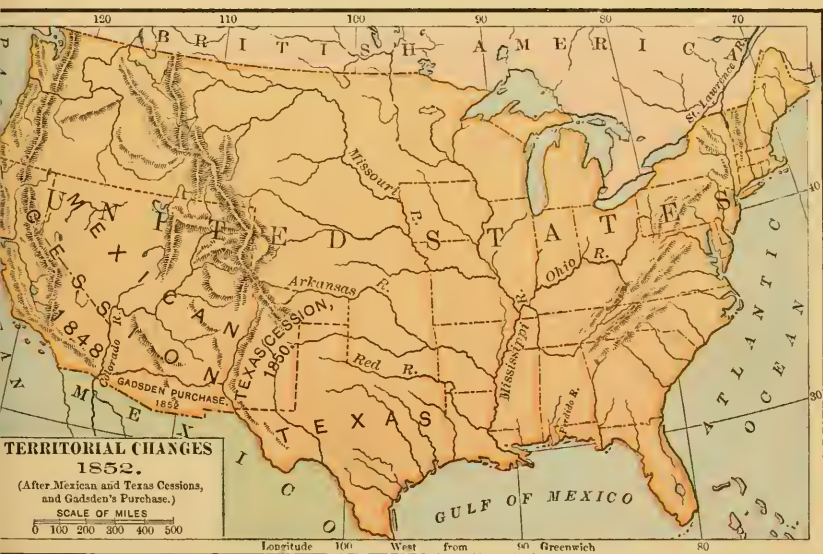 120 110 100 90 80 70
BRITISH AMERICA
St. Lawrence R.
Missouri R.
40
UNITED STATES
MEXICAN CESSION
1848
Colorado R.
Arkansas R.
Ohio R.
Mississippi R.
TEXAS CESSION,
1850.
Red R.
ATLANTIC
OCEAN
GADSDEN PURCHASE
1852
Perdido R.
30
TEXAS
MEXICO
GULF OF MEXICO
TERRITORIAL CHANGES
1852.
(After Mexican and Texas Cessions,
and Gadsden's Purchase.)
SCALE OF MILES
0 100 200 300 400 500
Longitude 100 West from 90 Greenwich 80